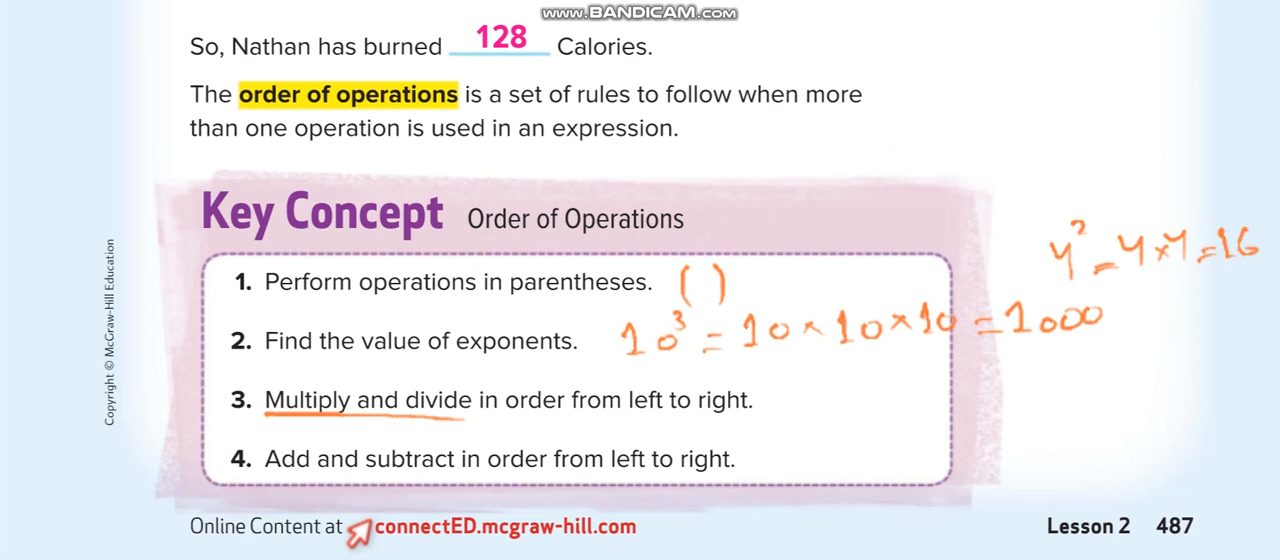 www.BANDICAM.com
So, Nathan has burned 128 Calories.
The order of operations is a set of rules to follow when more
than one operation is used in an expression.
Key Concept Order of Operations
4² = 4 × 4 = 16
1. Perform operations in parentheses. ( )
2. Find the value of exponents. 10³ = 10 × 10 × 10 = 1000
3. Multiply and divide in order from left to right.
4. Add and subtract in order from left to right.
Copyright © McGraw-Hill Education
Online Content at connectED.mcgraw-hill.com
Lesson 2 487